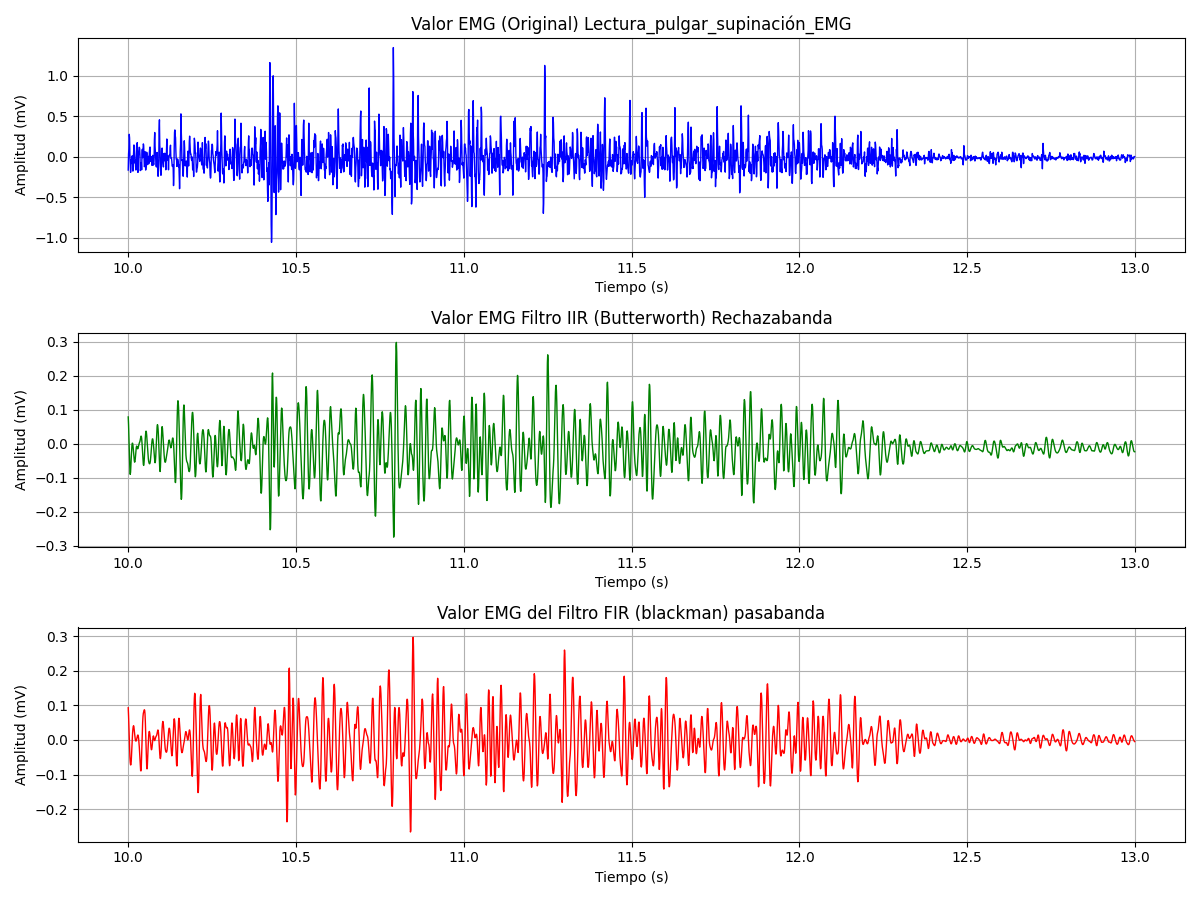 Valor EMG (Original) Lectura_pulgar_supinación_EMG
Amplitud (mV)
1.0
0.5
0.0
−0.5
−1.0
10.0 10.5 11.0 11.5 12.0 12.5 13.0
Tiempo (s)
Valor EMG Filtro IIR (Butterworth) Rechazabanda
Amplitud (mV)
0.3
0.2
0.1
0.0
−0.1
−0.2
−0.3
10.0 10.5 11.0 11.5 12.0 12.5 13.0
Tiempo (s)
Valor EMG del Filtro FIR (blackman) pasabanda
Amplitud (mV)
0.3
0.2
0.1
0.0
−0.1
−0.2
10.0 10.5 11.0 11.5 12.0 12.5 13.0
Tiempo (s)